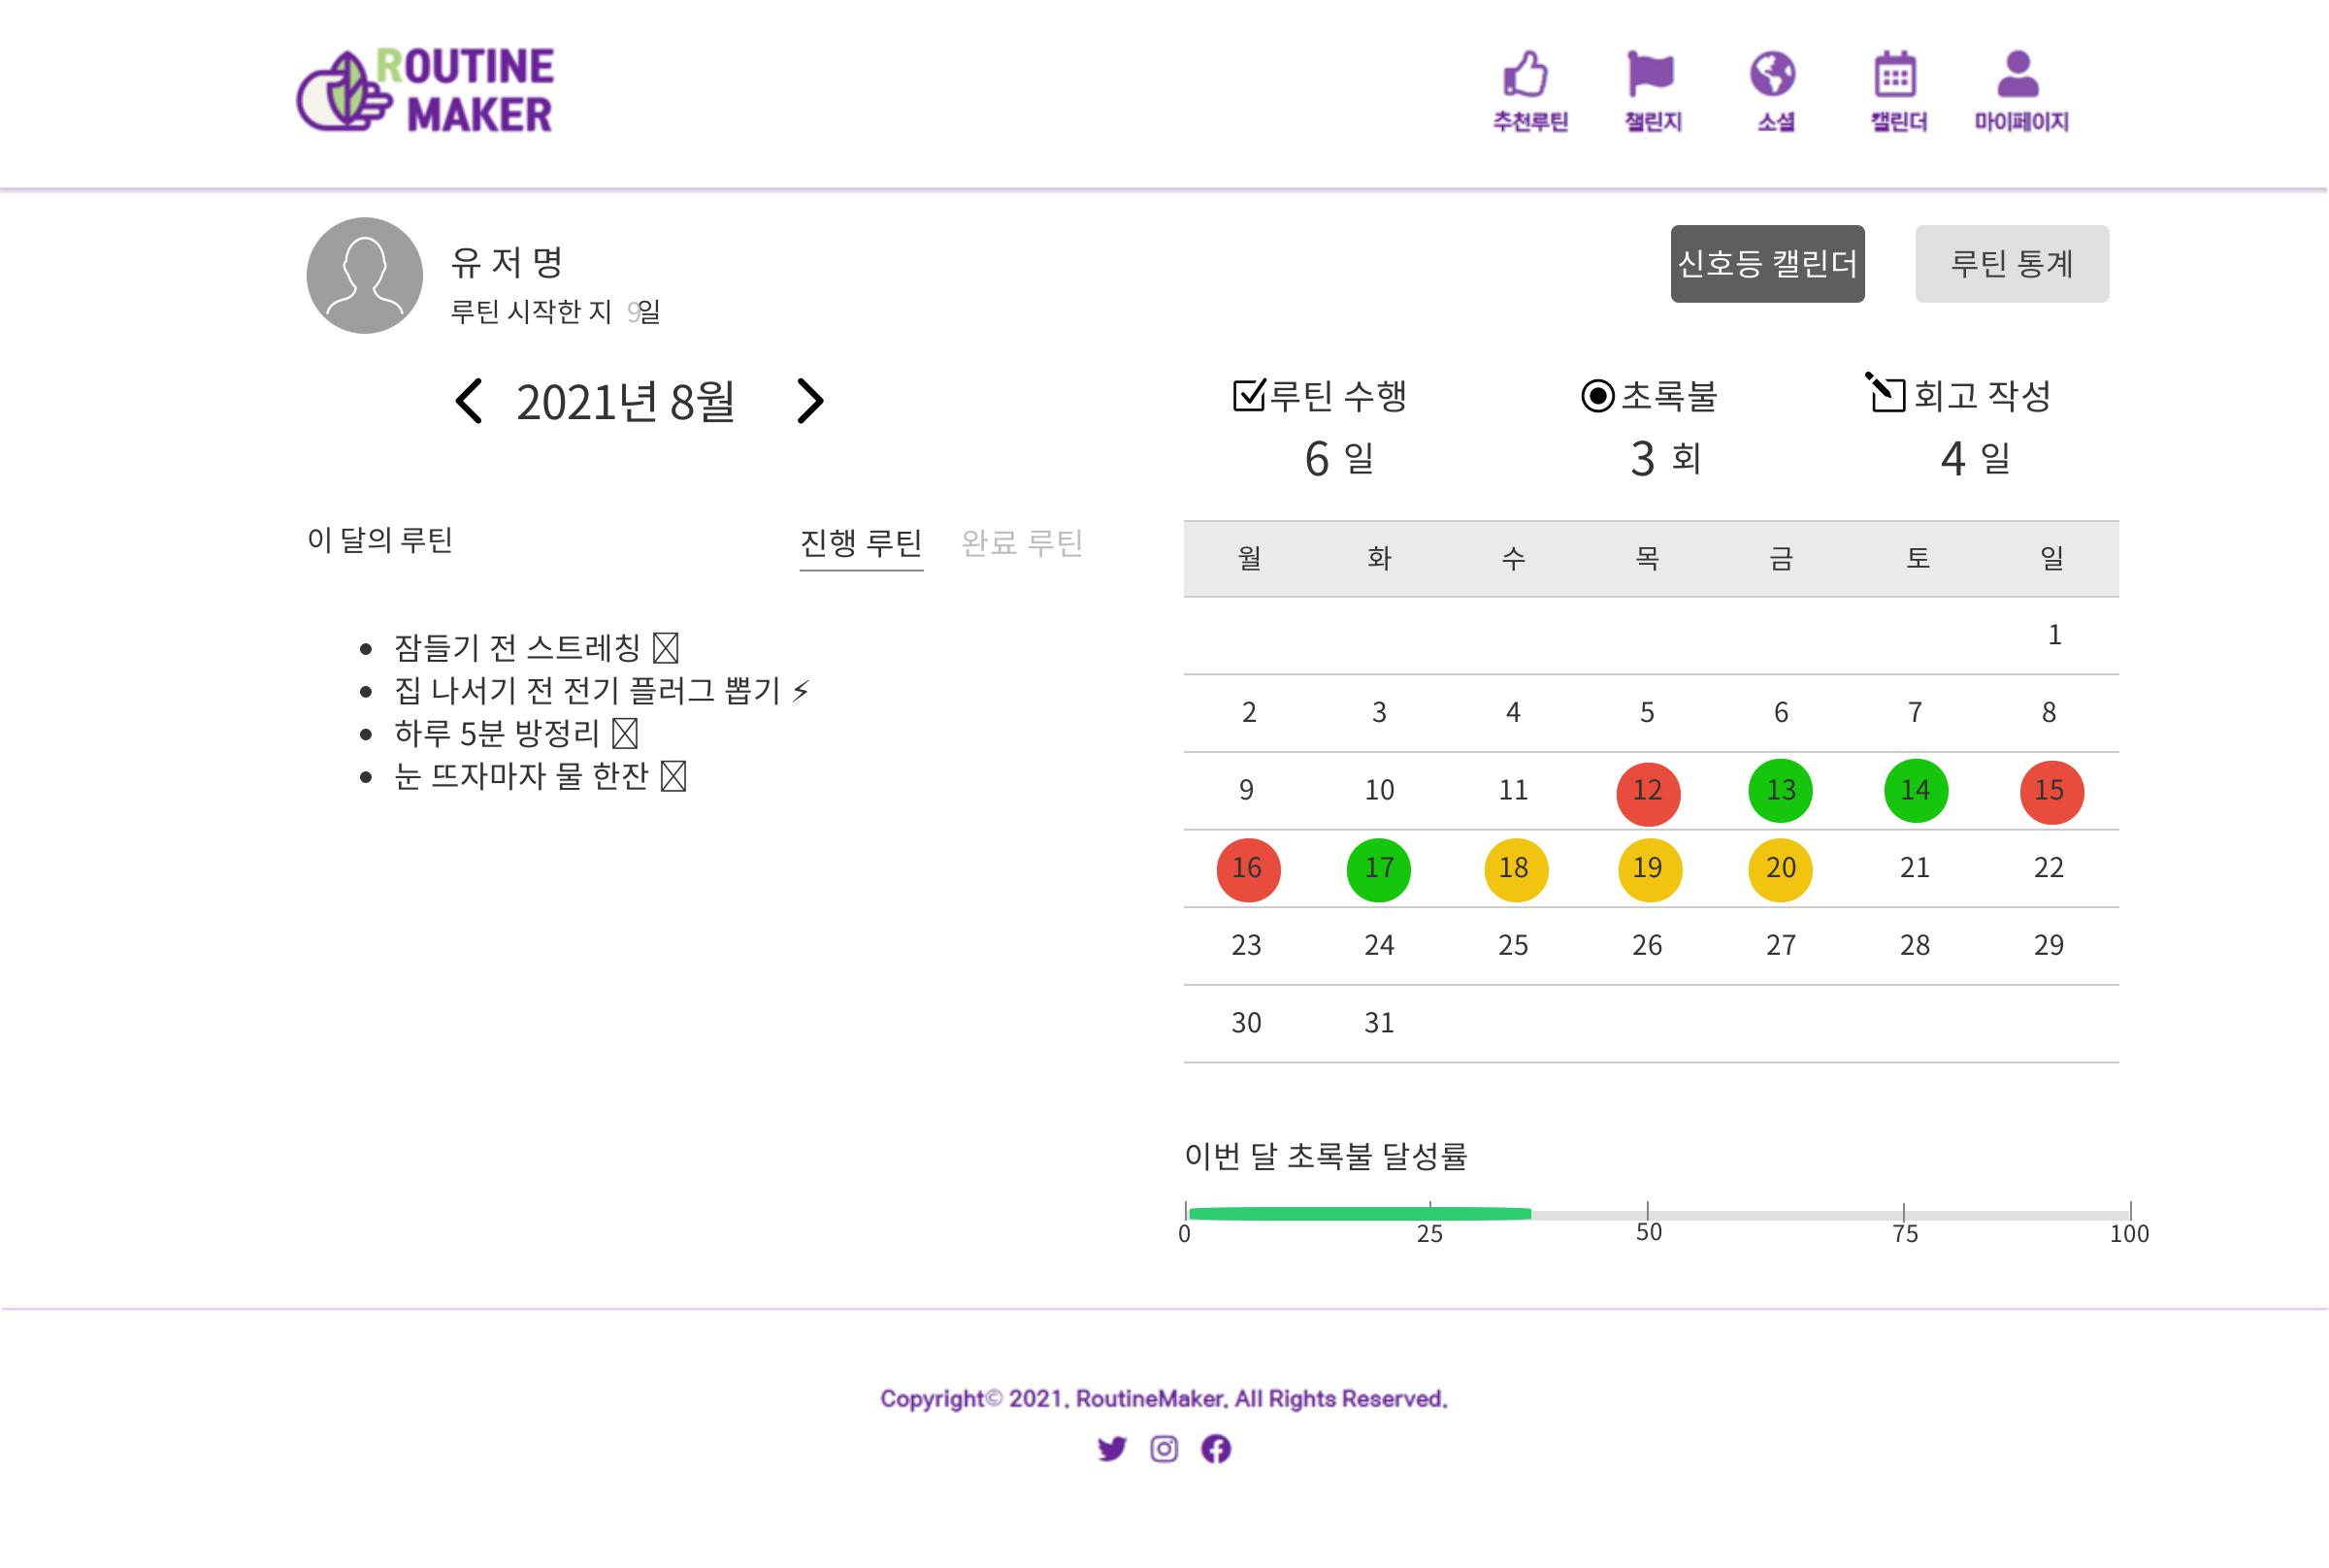 ROUTINE
MAKER
추천루틴 챌린지 소셜 캘린더 마이페이지
유 저 명
루틴 시작한 지 9일
신호등 캘린더 루틴 통계
2021년 8월
루틴 수행 초록불 회고 작성
6 일 3 회 4 일
이 달의 루틴 진행 루틴 완료 루틴
잠들기 전 스트레칭
집 나서기 전 전기 플러그 뽑기 ⚡
하루 5분 방정리
눈 뜨자마자 물 한잔
월 화 수 목 금 토 일
1
2 3 4 5 6 7 8
9 10 11 12 13 14 15
16 17 18 19 20 21 22
23 24 25 26 27 28 29
30 31
이번 달 초록불 달성률
0 25 50 75 100
Copyright© 2021. RoutineMaker. All Rights Reserved.